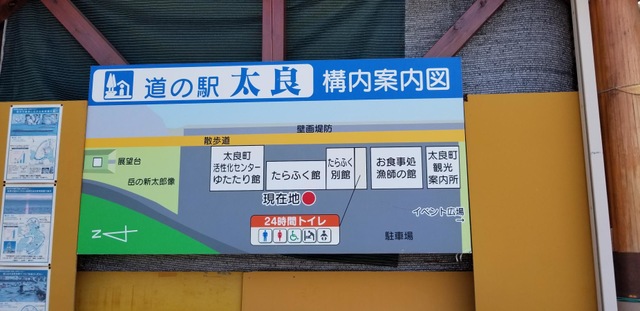 道の駅 太良 構内案内図
壁画堤防
散歩道
展望台
岳の新太郎像
太良町
活性化センター
ゆたたり館
たらふく館
たらふく
別館
お食事処
漁師の館
太良町
観光
案内所
現在地
24時間トイレ
イベント広場
駐車場
N